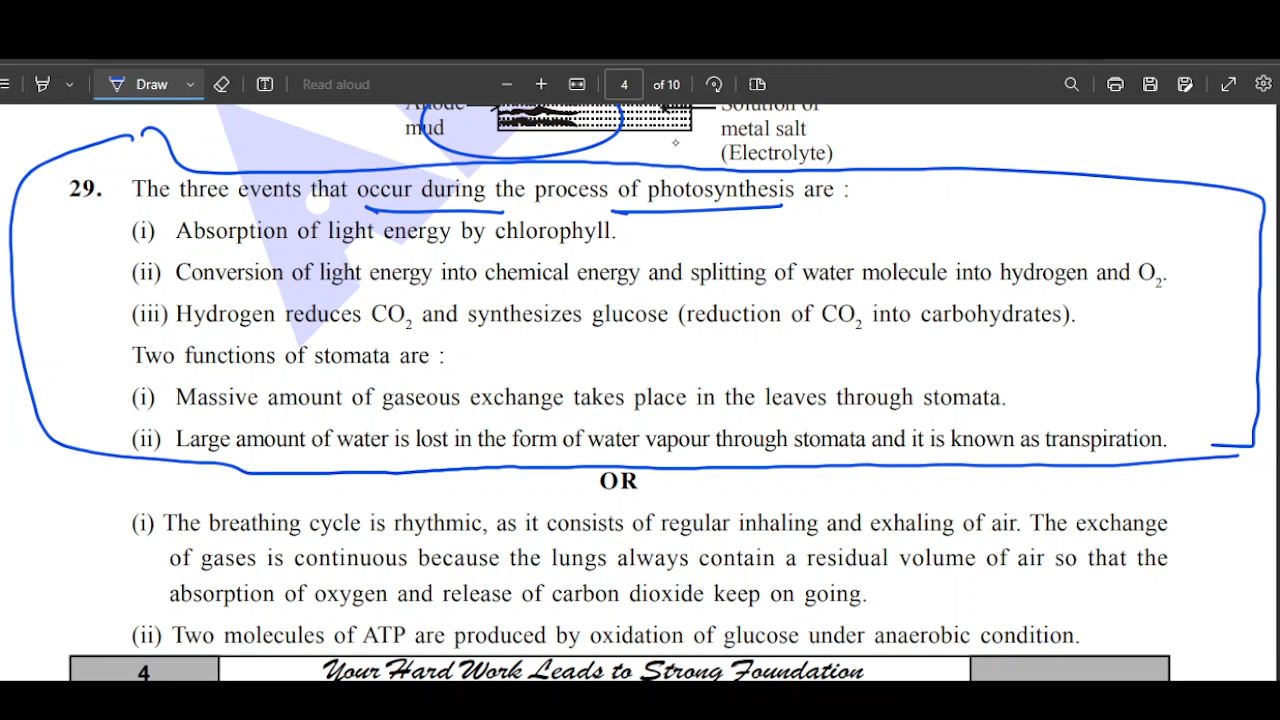 Draw
Read aloud
4 of 10
mud
metal salt
(Electrolyte)
29. The three events that occur during the process of photosynthesis are :
(i) Absorption of light energy by chlorophyll.
(ii) Conversion of light energy into chemical energy and splitting of water molecule into hydrogen and O₂.
(iii) Hydrogen reduces CO₂ and synthesizes glucose (reduction of CO₂ into carbohydrates).
Two functions of stomata are :
(i) Massive amount of gaseous exchange takes place in the leaves through stomata.
(ii) Large amount of water is lost in the form of water vapour through stomata and it is known as transpiration.
OR
(i) The breathing cycle is rhythmic, as it consists of regular inhaling and exhaling of air. The exchange
of gases is continuous because the lungs always contain a residual volume of air so that the
absorption of oxygen and release of carbon dioxide keep on going.
(ii) Two molecules of ATP are produced by oxidation of glucose under anaerobic condition.
4 Your Hard Work Leads to Strong Foundation